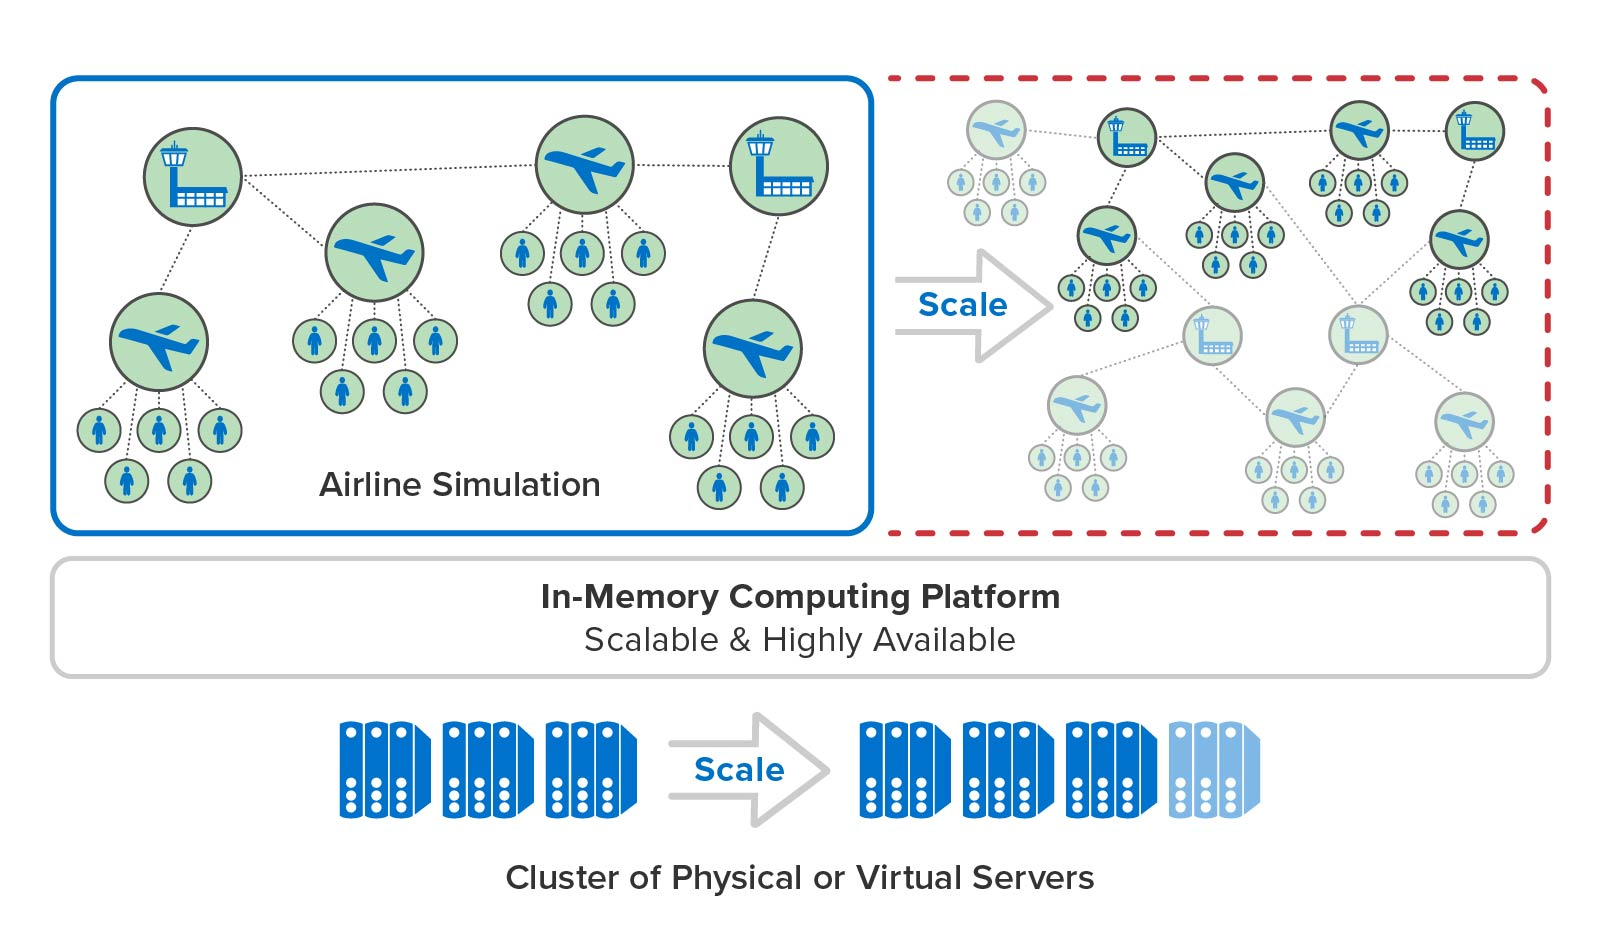 Airline Simulation
Scale
In-Memory Computing Platform
Scalable & Highly Available
Scale
Cluster of Physical or Virtual Servers